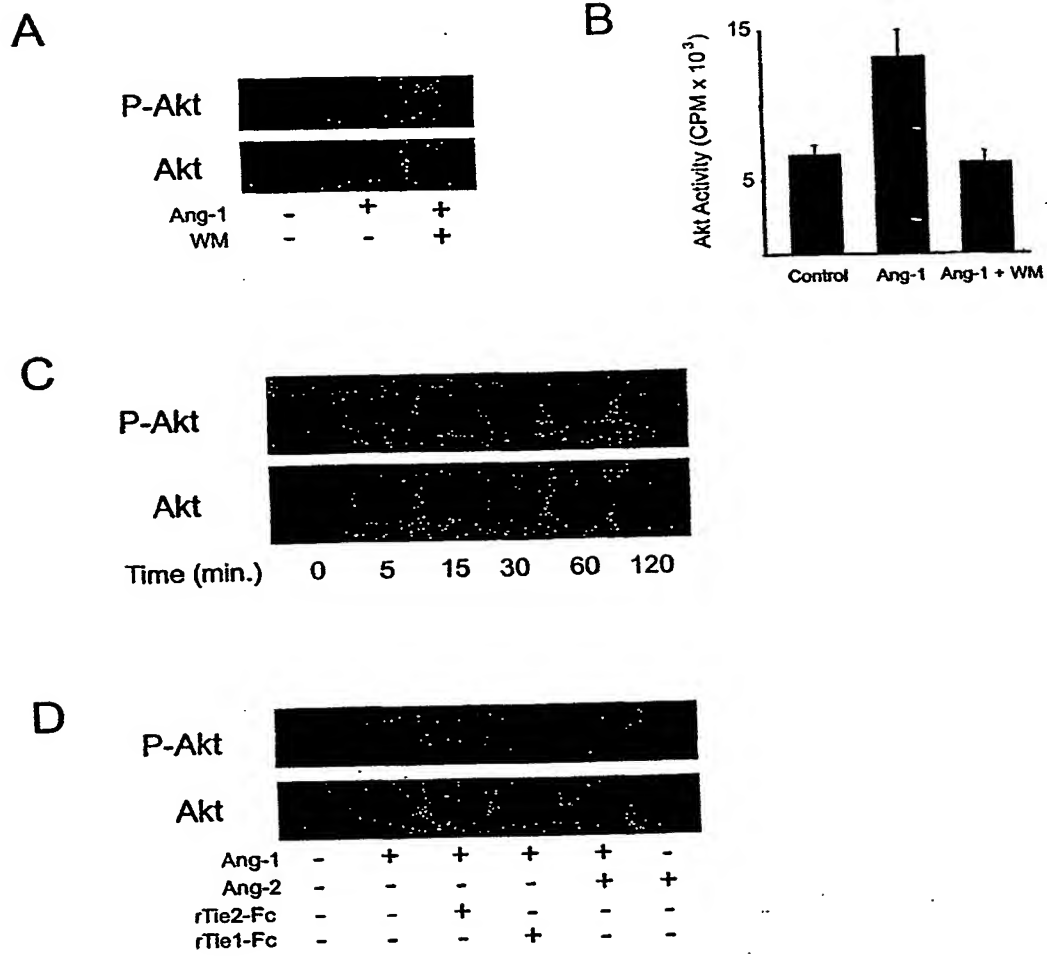 A
P-Akt
Akt
Ang-1 - + +
WM - - +
B
Akt Activity (CPM x 10³)
15
5
Control Ang-1 Ang-1 + WM
C
P-Akt
Akt
Time (min.) 0 5 15 30 60 120
D
P-Akt
Akt
Ang-1 - + + + + -
Ang-2 - - - - + +
rTie2-Fc - - + - - -
rTie1-Fc - - - + - -